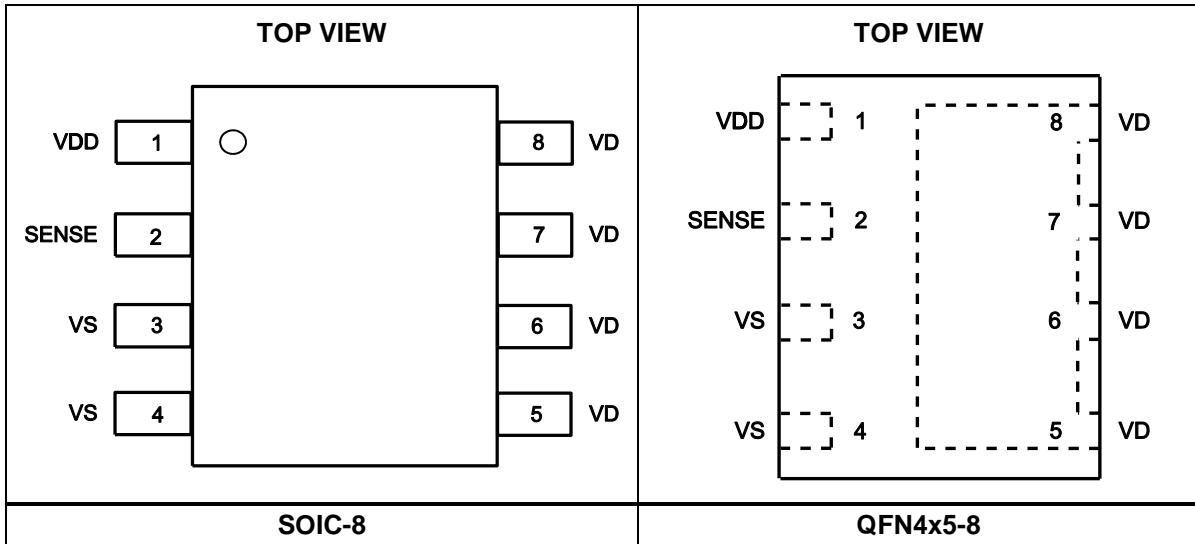 TOP VIEW
VDD 1 8 VD
SENSE 2 7 VD
VS 3 6 VD
VS 4 5 VD
SOIC-8
TOP VIEW
VDD 1 8 VD
SENSE 2 7 VD
VS 3 6 VD
VS 4 5 VD
QFN4x5-8